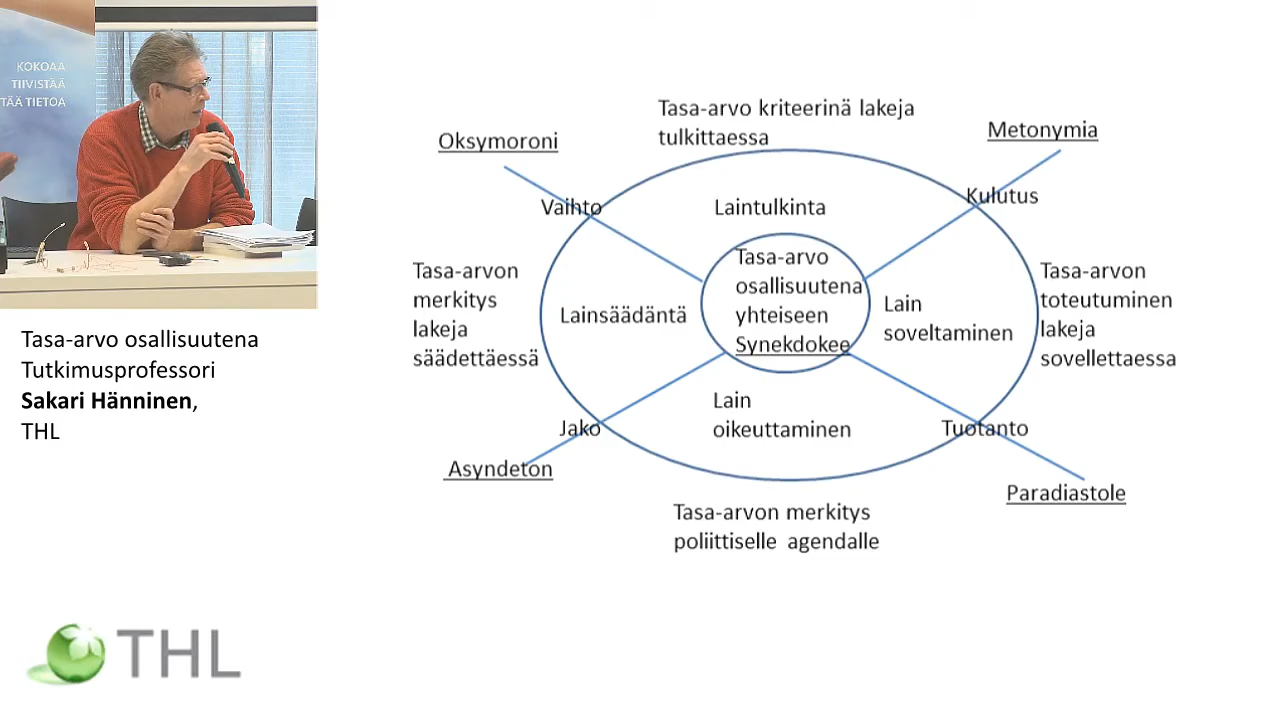 KOKOAA
TIIVISTÄÄ
TÄÄ TIETOA
Tasa-arvo osallisuutena
Tutkimusprofessori
Sakari Hänninen,
THL
THL
Oksymoroni
Tasa-arvo kriteerinä lakeja
tulkittaessa
Metonymia
Vaihto
Laintulkinta
Kulutus
Tasa-arvon
merkitys
lakeja
säädettäessä
Lainsäädäntä
Tasa-arvo
osallisuutena
yhteiseen
Synekdokee
Lain
soveltaminen
Tasa-arvon
toteutuminen
lakeja
sovellettaessa
Jako
Lain
oikeuttaminen
Tuotanto
Asyndeton
Paradiastole
Tasa-arvon merkitys
poliittiselle agendalle